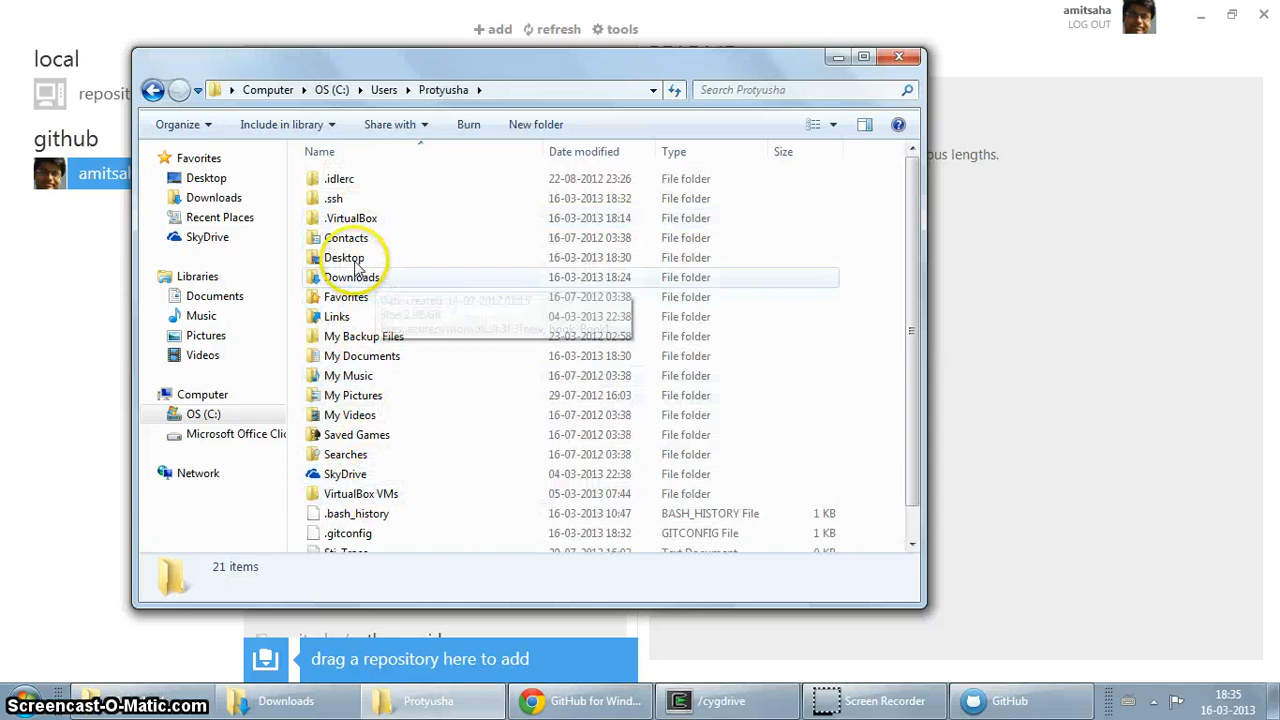 amitsaha
LOG OUT
add refresh tools
local
reposit
github
amitsa
ous lengths.
Computer OS (C:) Users Protyusha
Search Protyusha
Organize Include in library Share with Burn New folder
Name Date modified Type Size
Favorites
Desktop
Downloads
Recent Places
SkyDrive
Libraries
Documents
Music
Pictures
Videos
Computer
OS (C:)
Microsoft Office Clic
Network
.idlerc 22-08-2012 23:26 File folder
.ssh 16-03-2013 18:32 File folder
.VirtualBox 16-03-2013 18:14 File folder
Contacts 16-07-2012 03:38 File folder
Desktop 16-03-2013 18:30 File folder
Downloads 16-03-2013 18:24 File folder
Favorites 16-07-2012 03:38 File folder
Links 04-03-2013 22:38 File folder
My Backup Files 23-03-2012 02:58 File folder
My Documents 16-03-2013 18:30 File folder
My Music 16-07-2012 03:38 File folder
My Pictures 29-07-2012 16:03 File folder
My Videos 16-07-2012 03:38 File folder
Saved Games 16-07-2012 03:38 File folder
Searches 16-07-2012 03:38 File folder
SkyDrive 04-03-2013 22:38 File folder
VirtualBox VMs 05-03-2013 07:44 File folder
.bash_history 16-03-2013 10:47 BASH_HISTORY File 1 KB
.gitconfig 16-03-2013 18:32 GITCONFIG File 1 KB
21 items
drag a repository here to add
Downloads
Protyusha
GitHub for Wind...
/cygdrive
Screen Recorder
GitHub
18:35
16-03-2013
Screencast-O-Matic.com